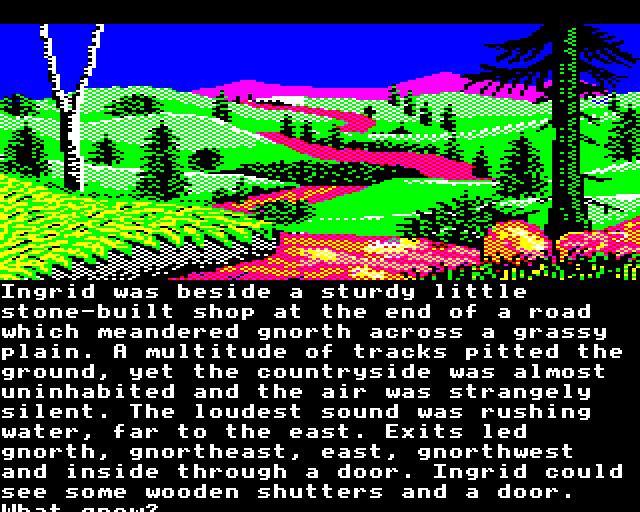 Ingrid was beside a sturdy little
stone-built shop at the end of a road
which meandered gnorth across a grassy
plain. A multitude of tracks pitted the
ground, yet the countryside was almost
uninhabited and the air was strangely
silent. The loudest sound was rushing
water, far to the east. Exits led
gnorth, gnortheast, east, gnorthwest
and inside through a door. Ingrid could
see some wooden shutters and a door.
What gnow?